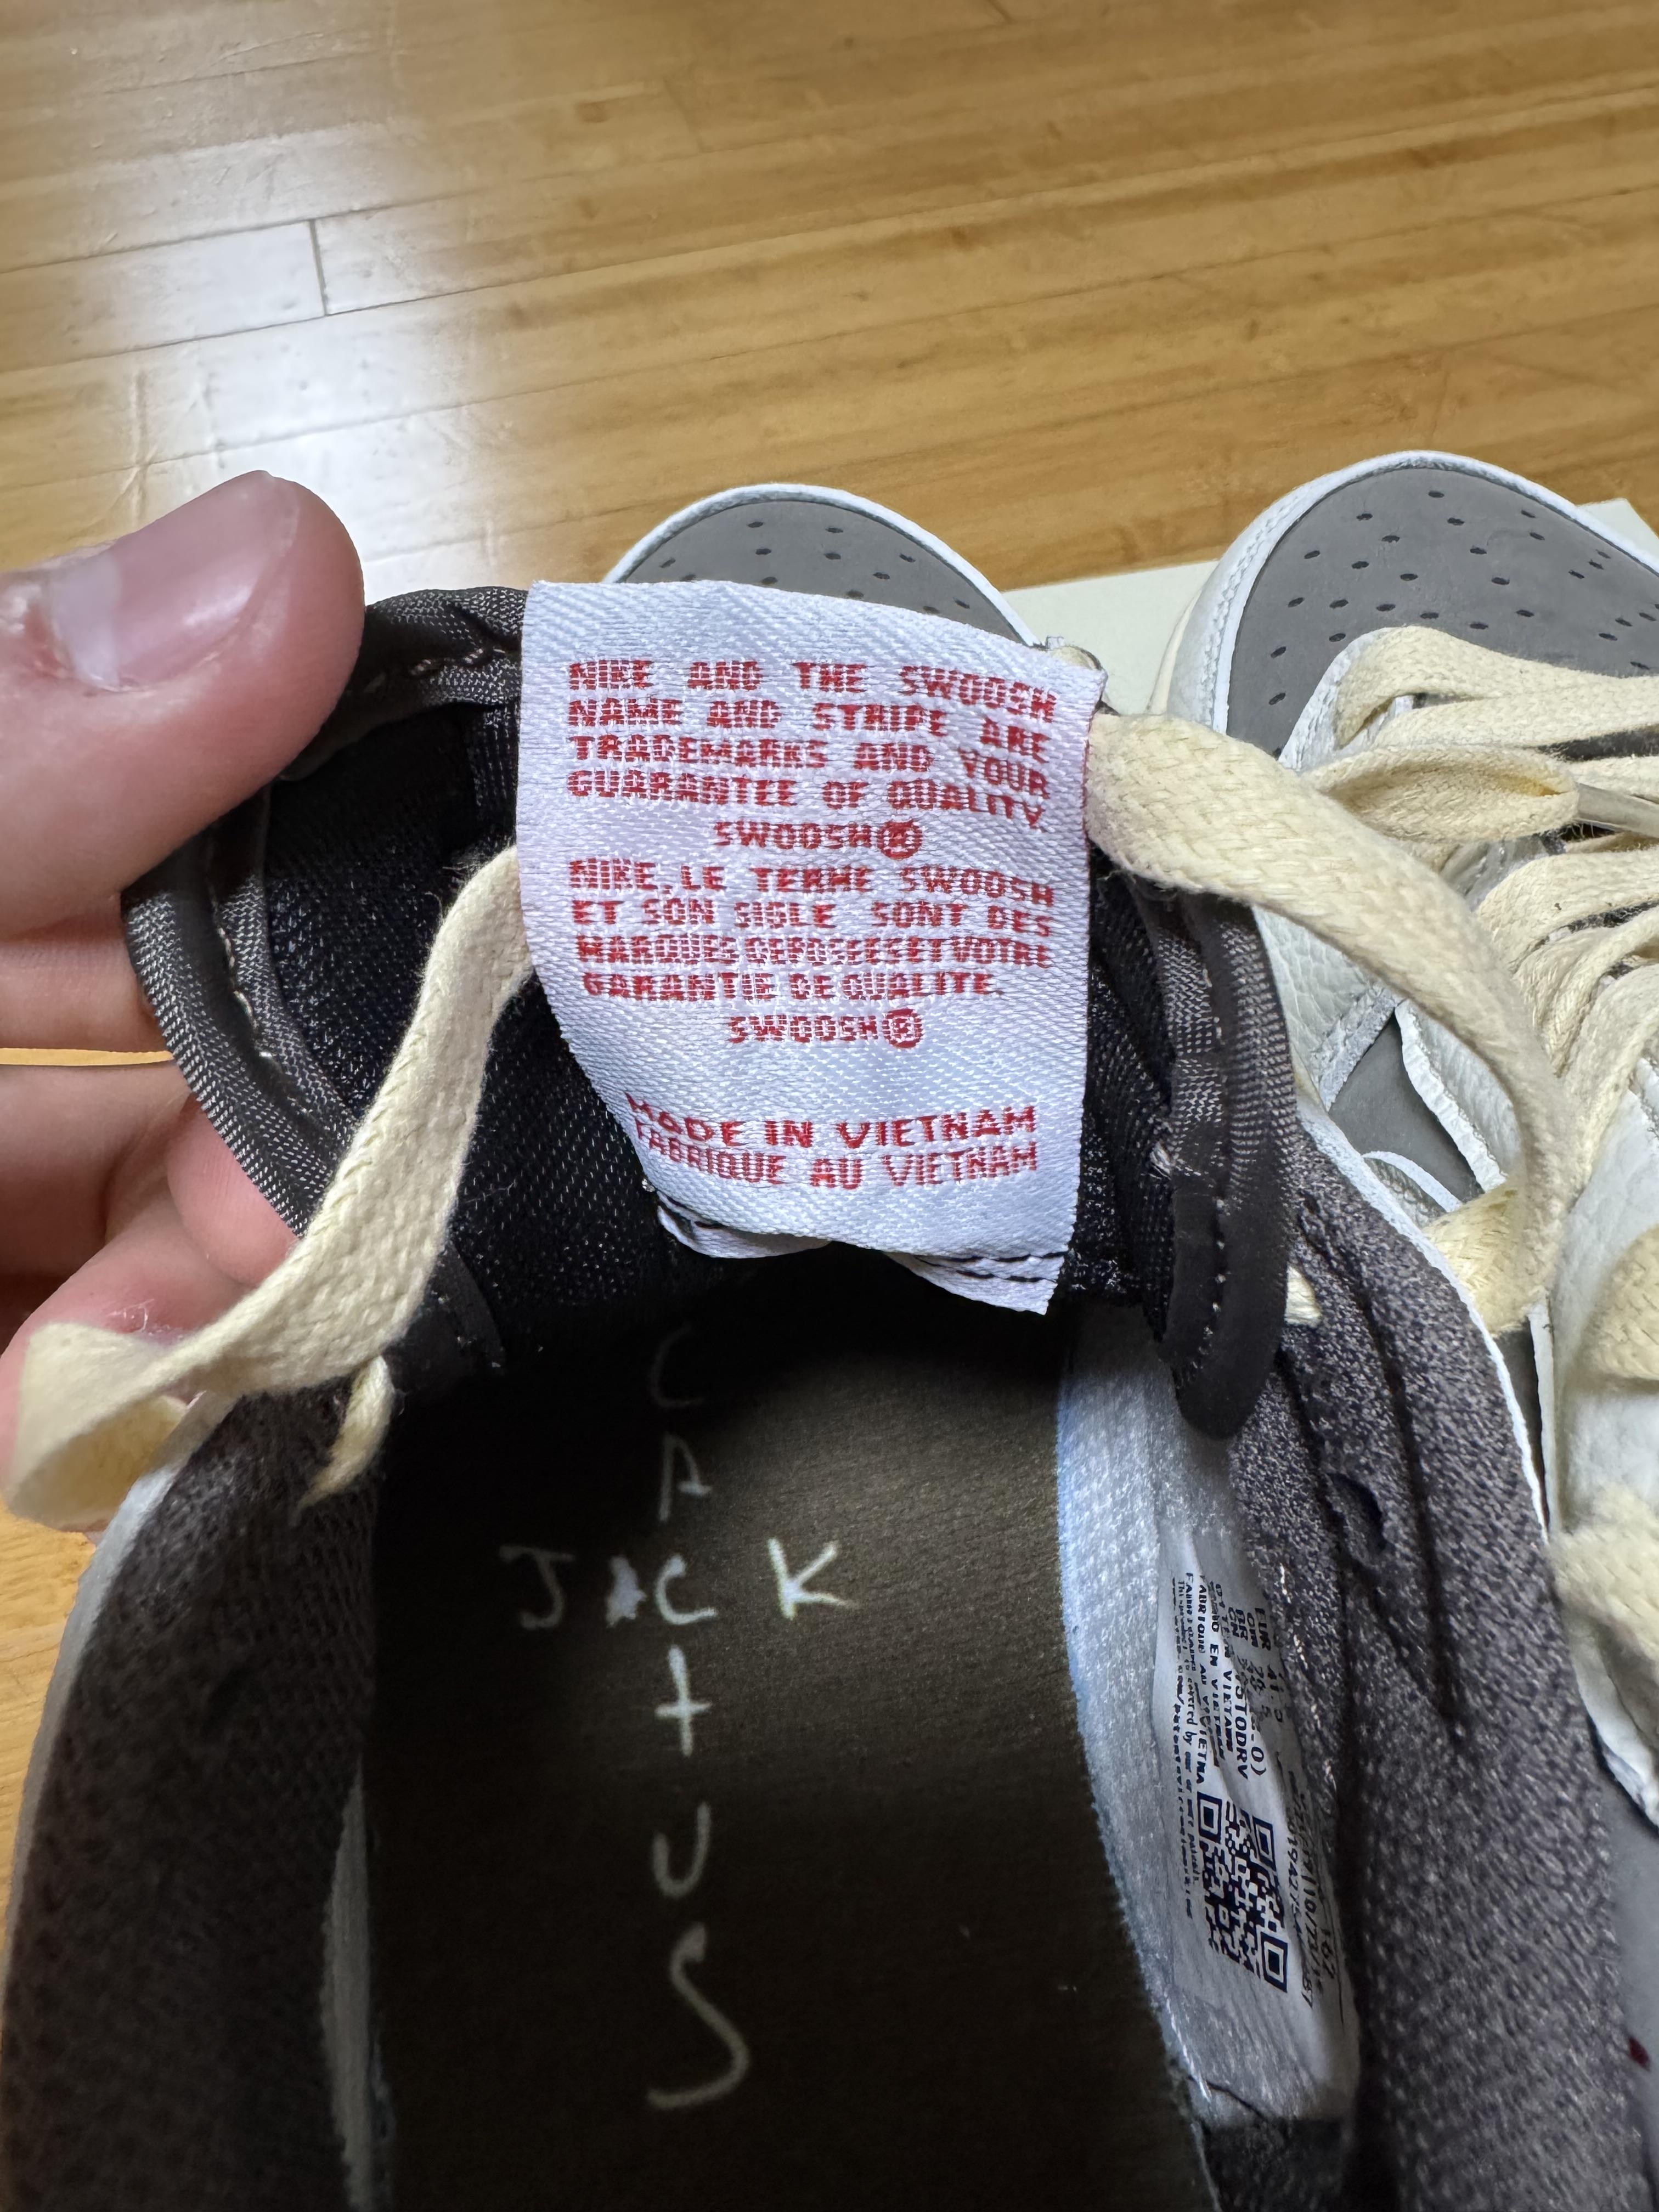 NIKE AND THE SWOOSH
NAME AND STRIPE ARE
TRADEMARKS AND YOUR
GUARANTEE OF QUALITY.
SWOOSH®
NIKE, LE TERME SWOOSH
ET SON SIGLE SONT DES
MARQUES DEPOSEES ET VOTRE
GARANTIE DE QUALITE.
SWOOSH®
MADE IN VIETNAM
FABRIQUE AU VIETNAM
C
A
JACK
t
U
S